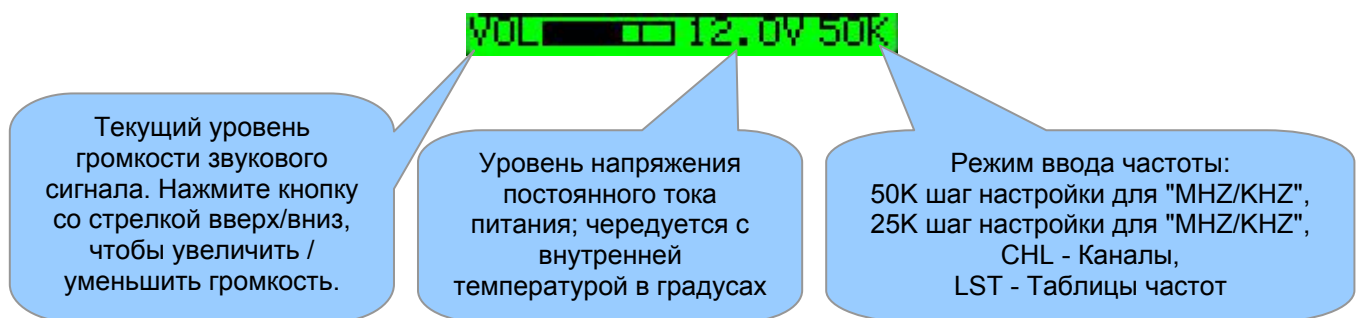 VOL 12.0V 50K
Текущий уровень
громкости звукового
сигнала. Нажмите кнопку
со стрелкой вверх/вниз,
чтобы увеличить /
уменьшить громкость.
Уровень напряжения
постоянного тока
питания; чередуется с
внутренней
температурой в градусах
Режим ввода частоты:
50K шаг настройки для "MHZ/KHZ",
25K шаг настройки для "MHZ/KHZ",
CHL - Каналы,
LST - Таблицы частот